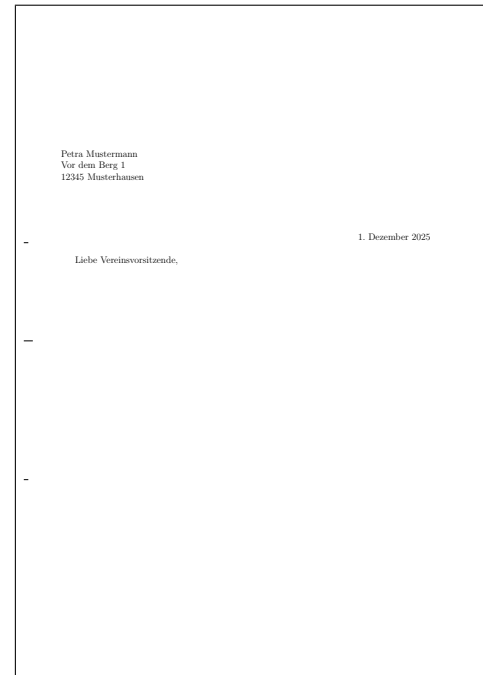 Petra Mustermann
Vor dem Berg 1
12345 Musterhausen
1. Dezember 2025
Liebe Vereinsvorsitzende,